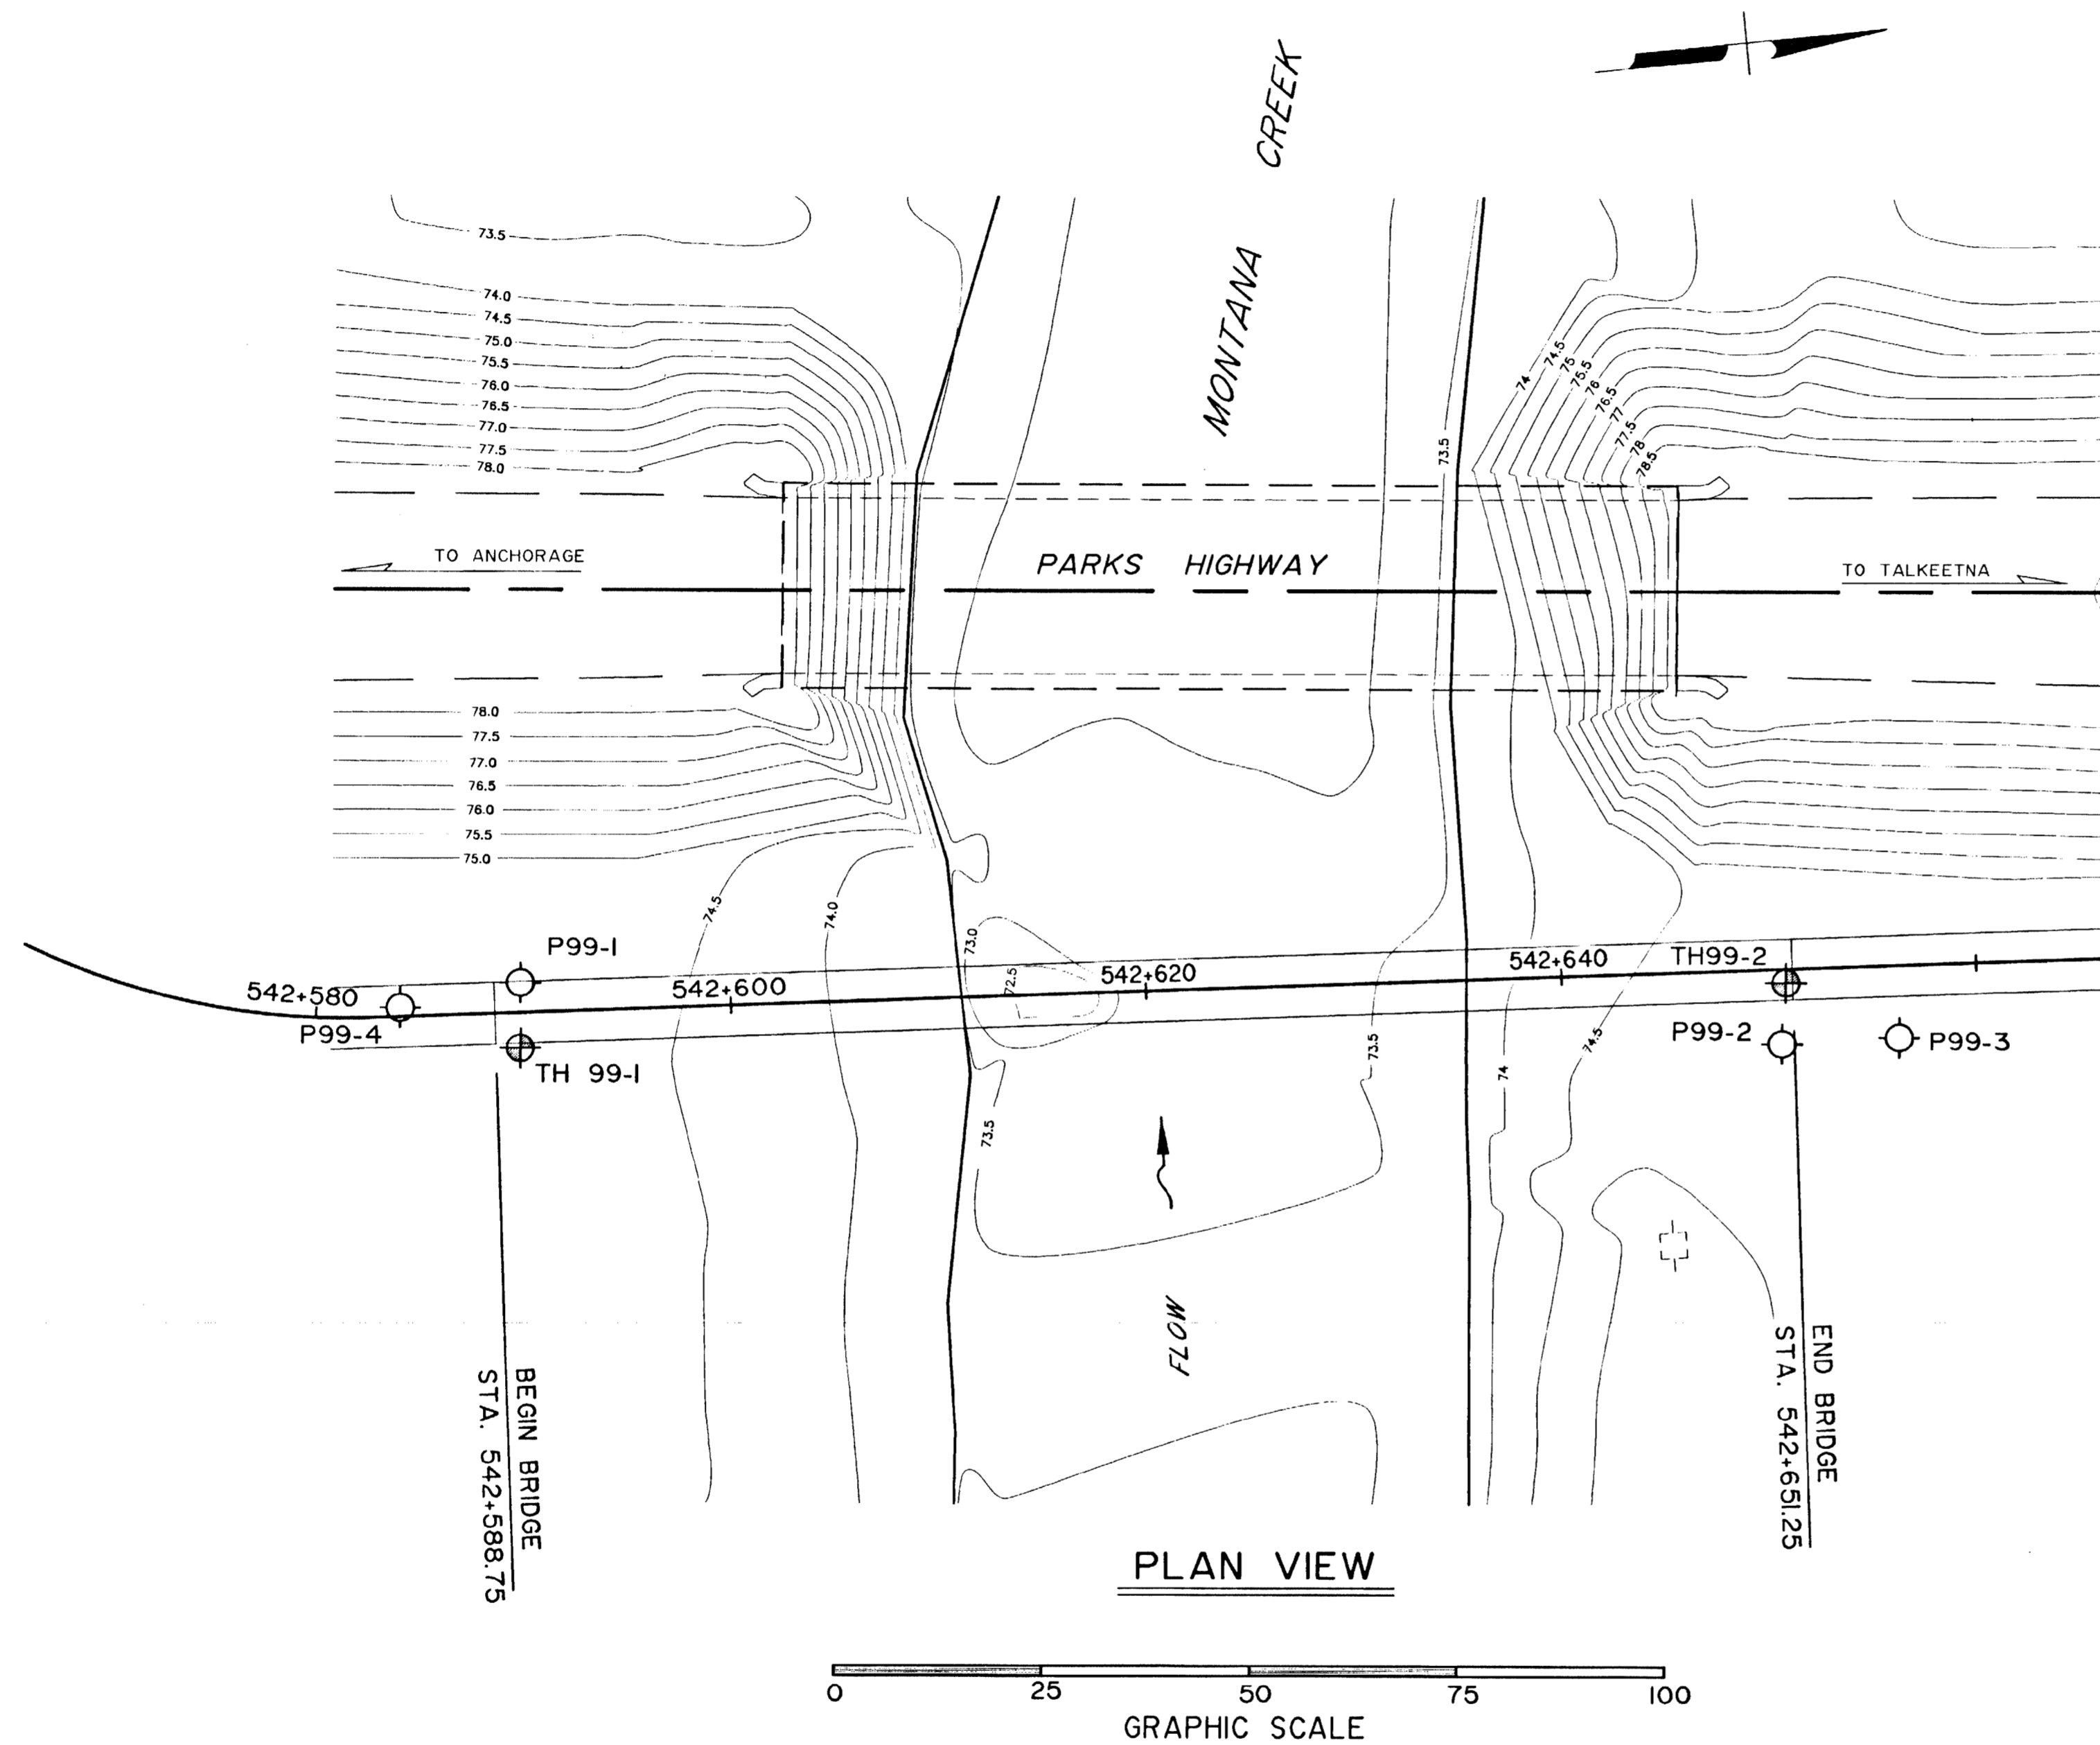 MONTANA CREEK
73.5
74.0
74.5
75.0
75.5
76.0
76.5
77.0
77.5
78.0
73.5
74
74.5
75
75.5
76
76.5
77
77.5
78
78.5
TO ANCHORAGE
PARKS HIGHWAY
TO TALKEETNA
78.0
77.5
77.0
76.5
76.0
75.5
75.0
74.5
74.0
73.0
72.5
P99-1
542+580
P99-4
TH 99-1
542+600
542+620
542+640
TH99-2
P99-2
P99-3
73.5
73.5
74
74.5
FLOW
BEGIN BRIDGE
STA. 542+588.75
END BRIDGE
STA. 542+651.25
PLAN VIEW
0 25 50 75 100
GRAPHIC SCALE